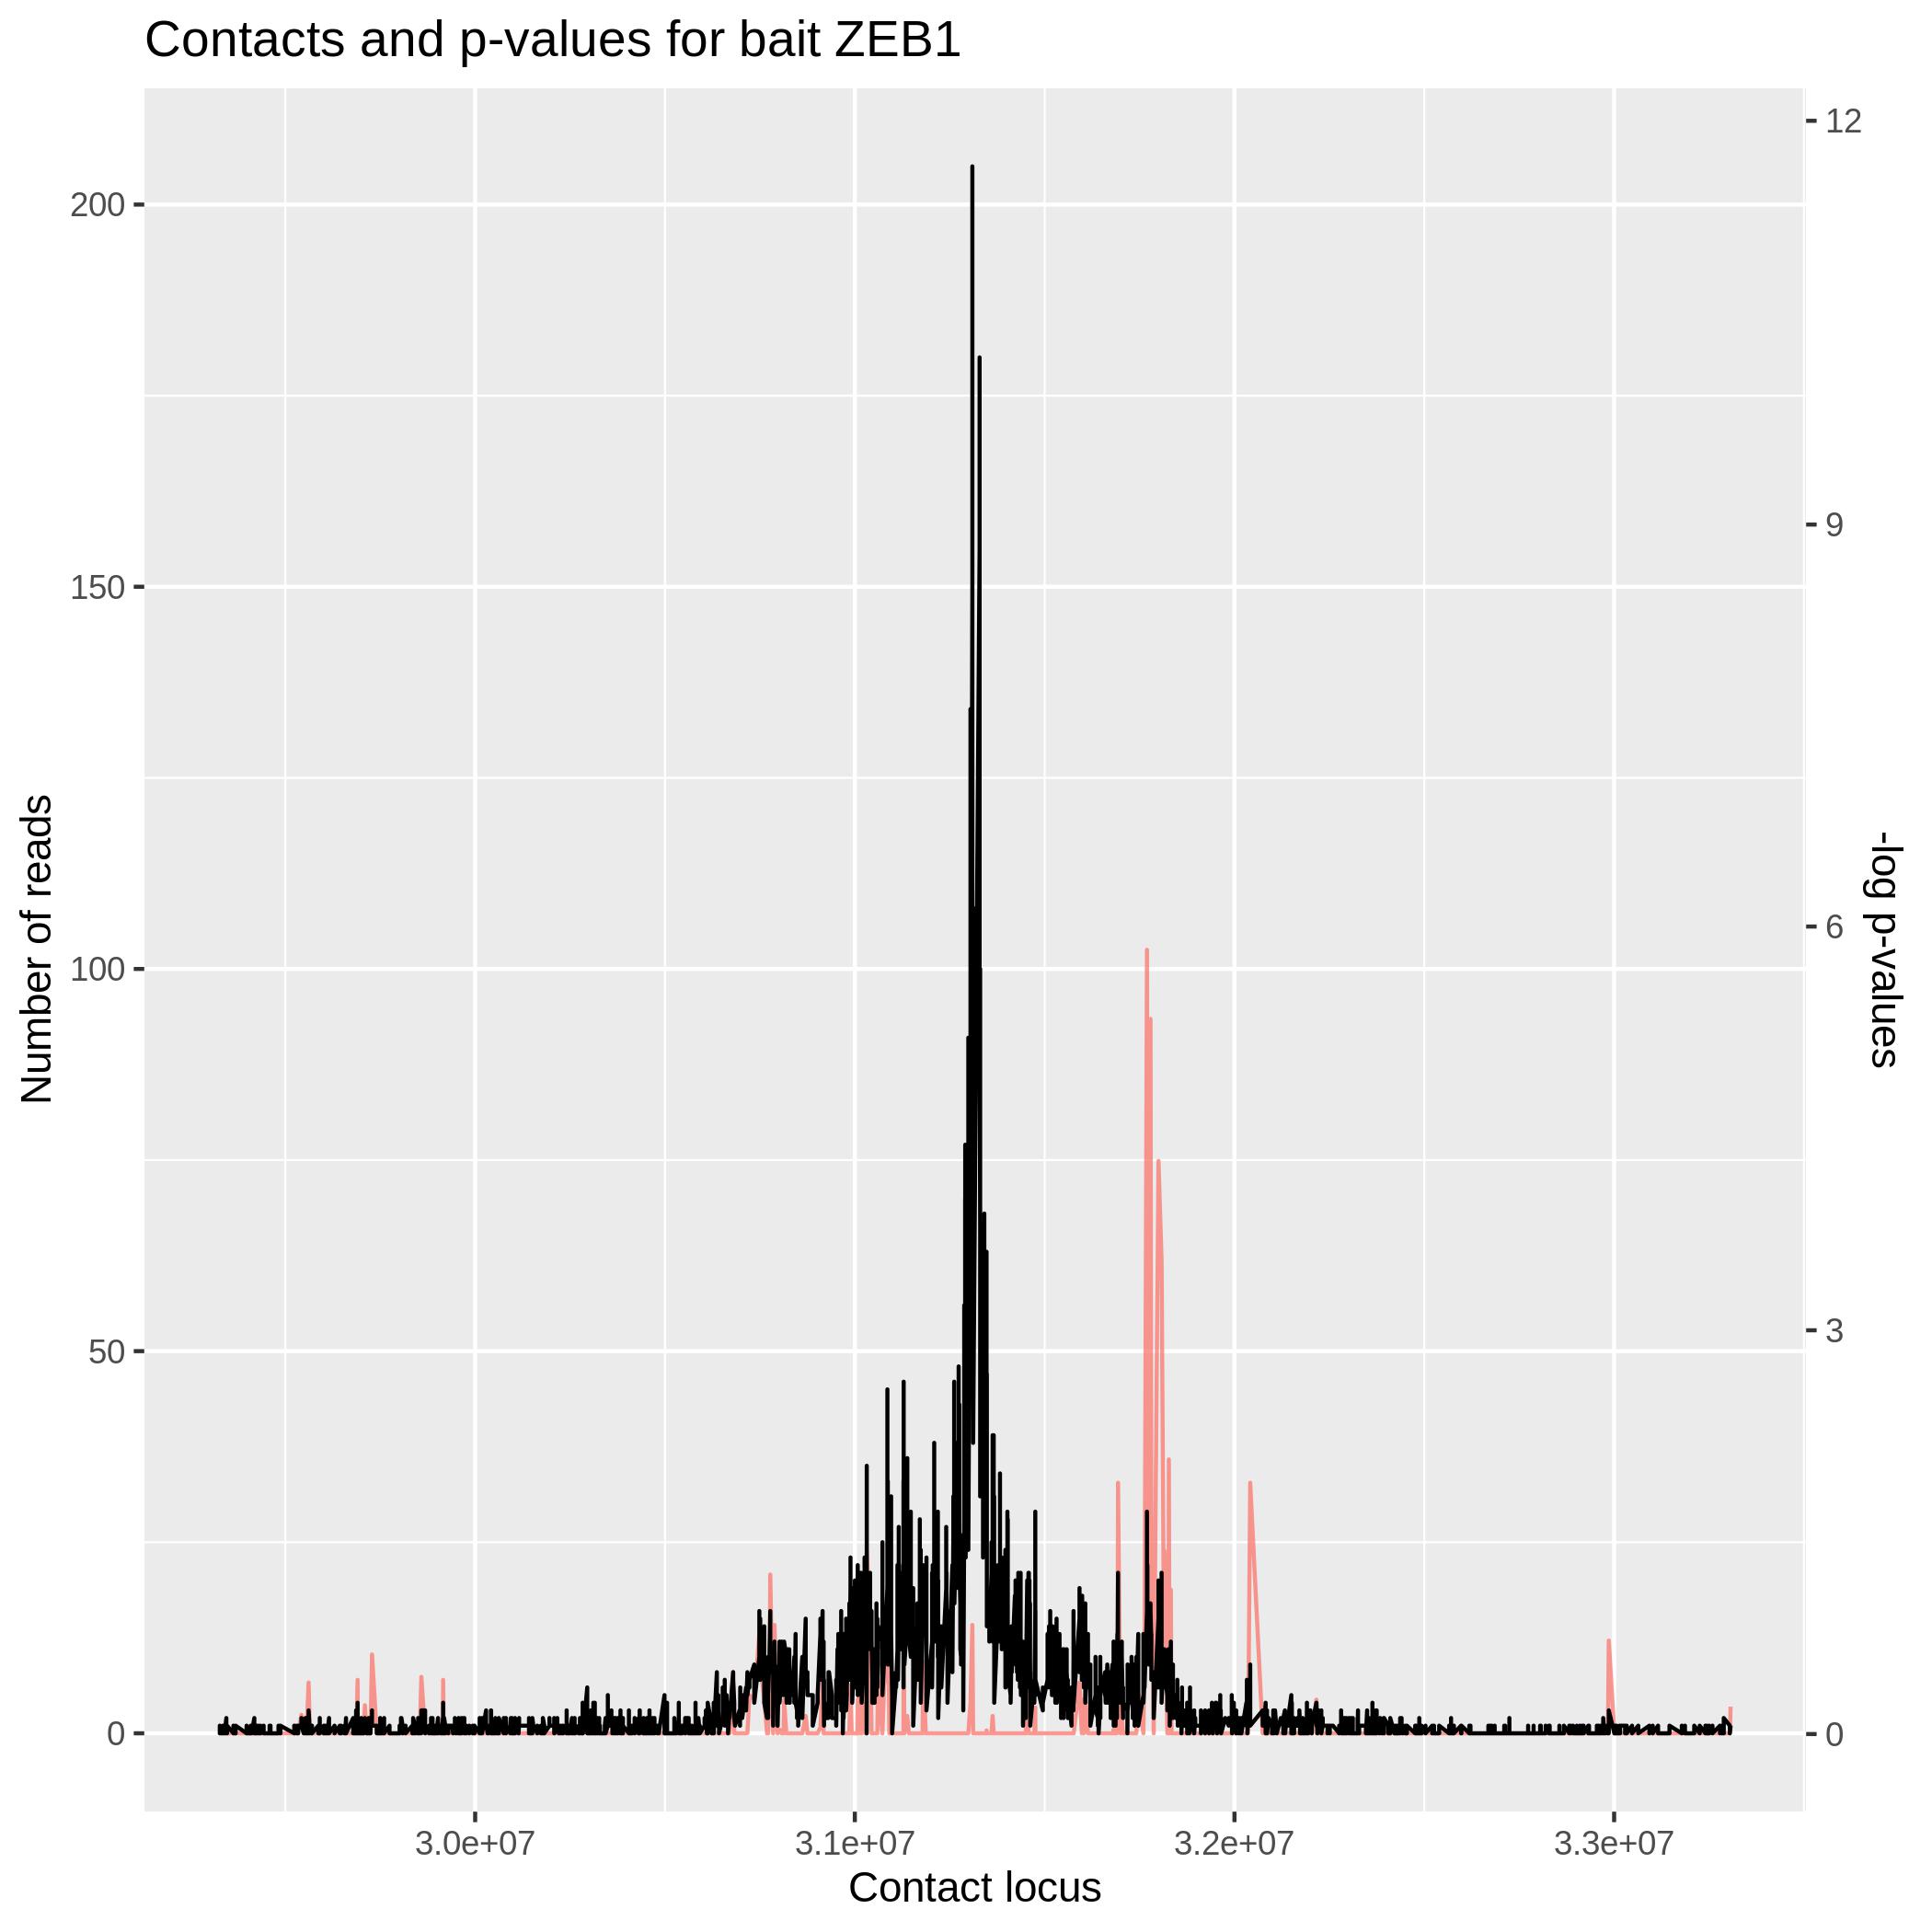 Contacts and p-values for bait ZEB1
200
150
100
50
0
Number of reads
12
9
6
3
0
-log p-values
3.0e+07
3.1e+07
3.2e+07
3.3e+07
Contact locus